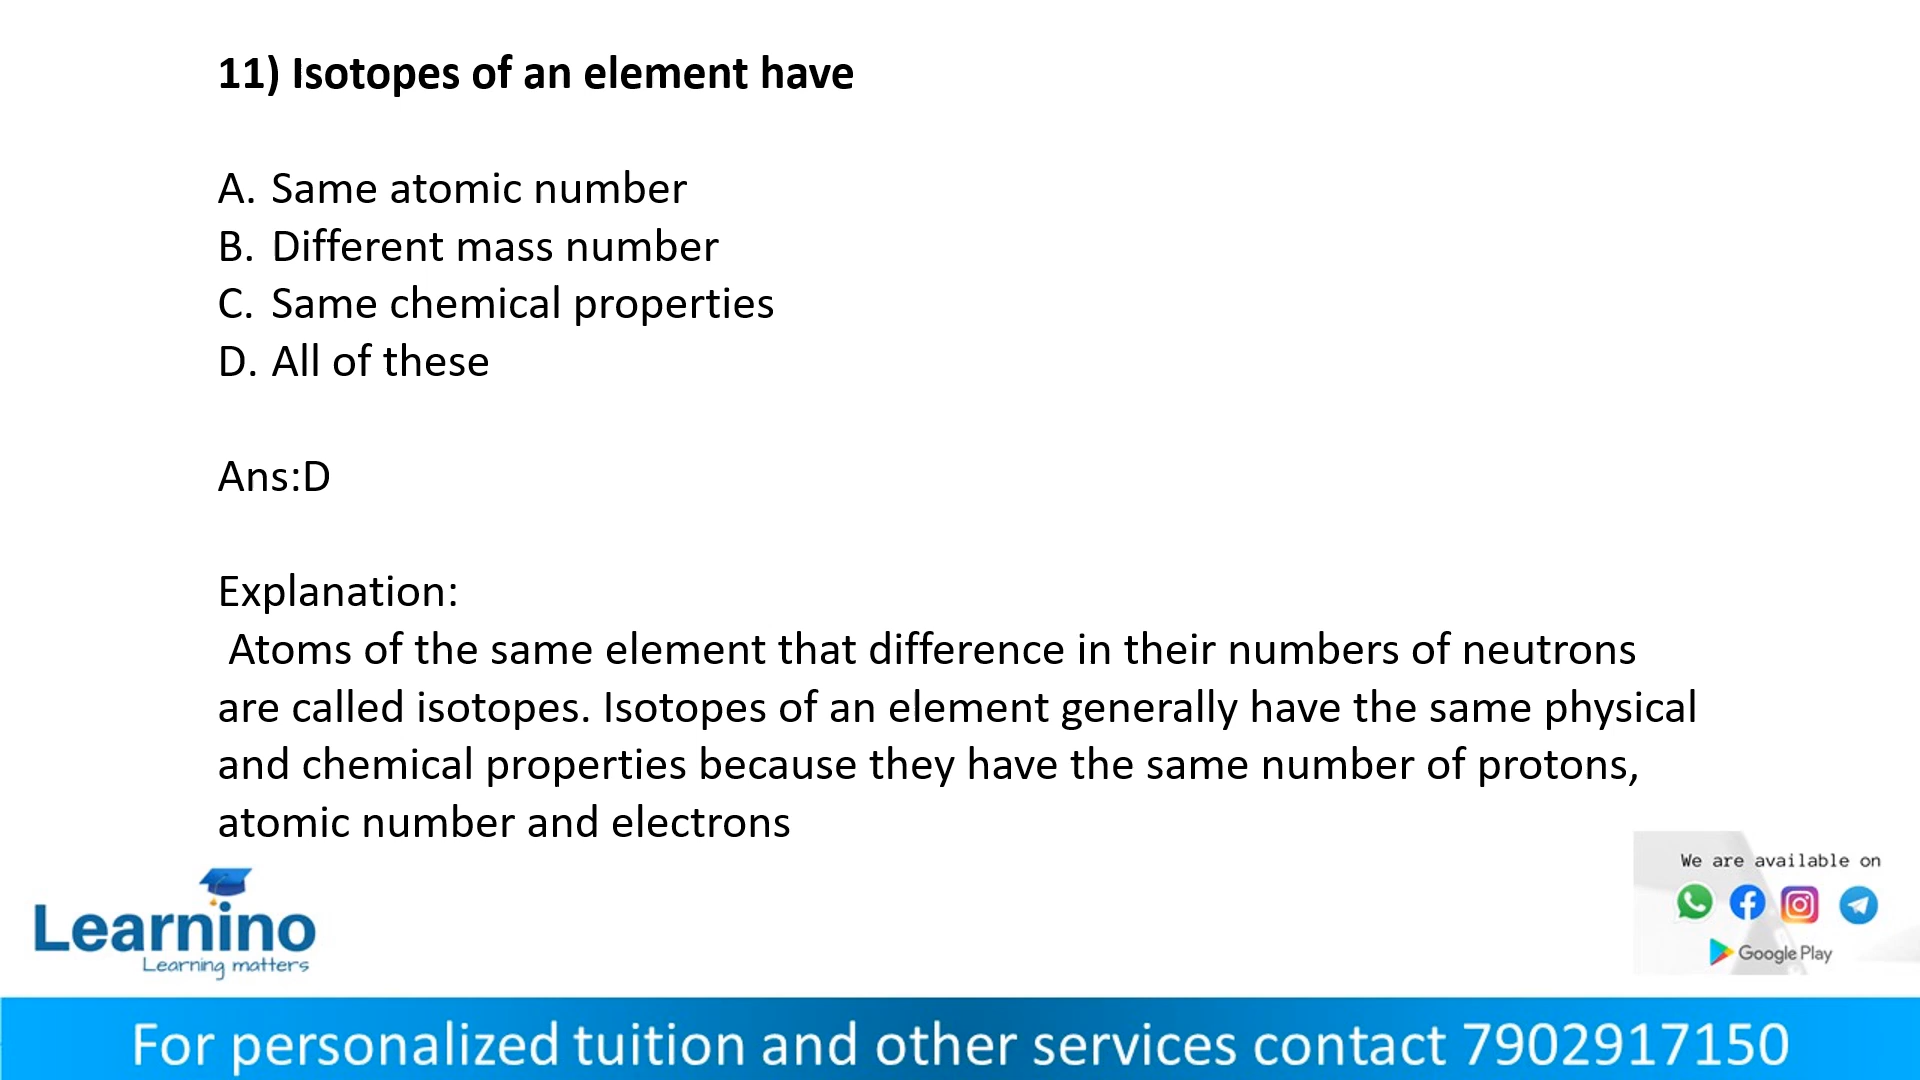 11) Isotopes of an element have
A. Same atomic number
B. Different mass number
C. Same chemical properties
D. All of these
Ans:D
Explanation:
Atoms of the same element that difference in their numbers of neutrons
are called isotopes. Isotopes of an element generally have the same physical
and chemical properties because they have the same number of protons,
atomic number and electrons
We are available on
Google Play
Learnino
Learning matters
For personalized tuition and other services contact 7902917150